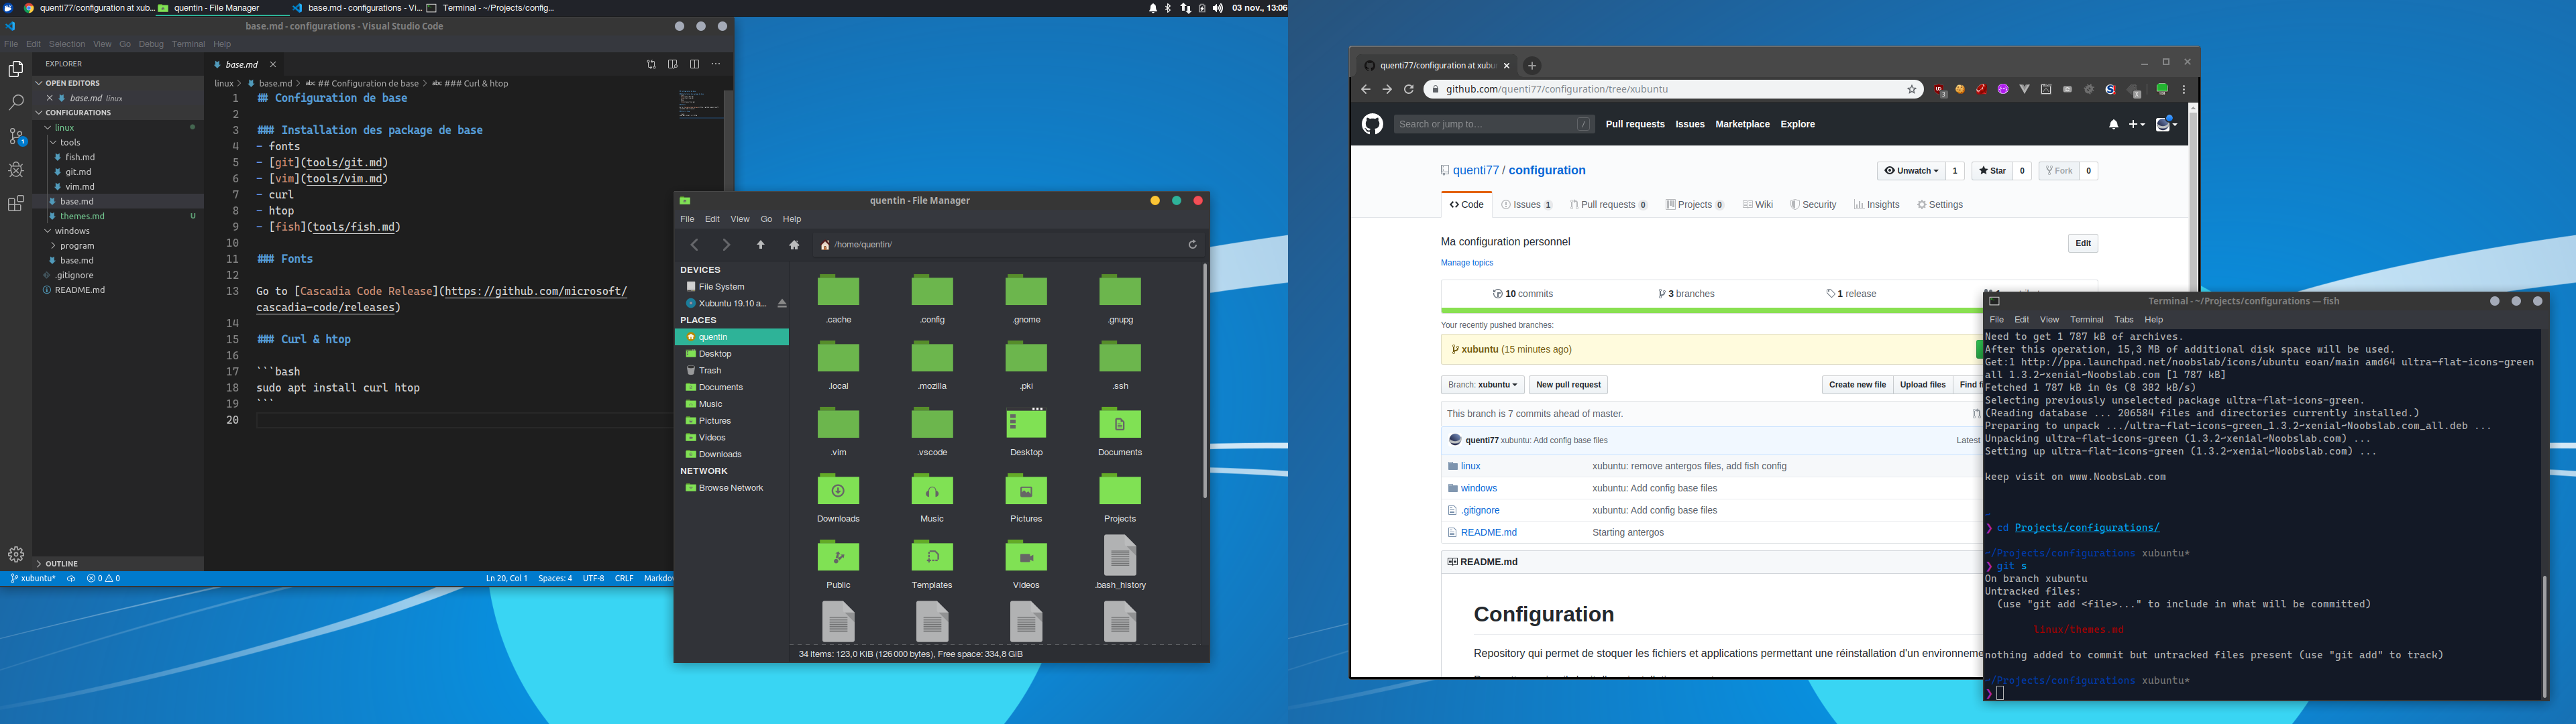 quenti77/configuration at xub... quentin - File Manager base.md - configurations - Vi... Terminal - ~/Projects/config... 03 nov., 13:06
base.md - configurations - Visual Studio Code
File Edit Selection View Go Debug Terminal Help
EXPLORER
OPEN EDITORS
base.md linux
CONFIGURATIONS
linux
tools
fish.md
git.md
vim.md
base.md
themes.md U
windows
program
base.md
.gitignore
README.md
OUTLINE
1
base.md
linux > base.md > abc ## Configuration de base > abc ### Curl & htop
1 ## Configuration de base
2
3 ### Installation des package de base
4 - fonts
5 - [git](tools/git.md)
6 - [vim](tools/vim.md)
7 - curl
8 - htop
9 - [fish](tools/fish.md)
10
11 ### Fonts
12
13 Go to [Cascadia Code Release](https://github.com/microsoft/
cascadia-code/releases)
14
15 ### Curl & htop
16
17 ```bash
18 sudo apt install curl htop
19 ```
20
xubuntu* 0 0 Ln 20, Col 1 Spaces: 4 UTF-8 CRLF Markdow
quentin - File Manager
File Edit View Go Help
/home/quentin/
DEVICES
File System
Xubuntu 19.10 a...
PLACES
quentin
Desktop
Trash
Documents
Music
Pictures
Videos
Downloads
NETWORK
Browse Network
.cache .config .gnome .gnupg
.local .mozilla .pki .ssh
.vim .vscode Desktop Documents
Downloads Music Pictures Projects
Public Templates Videos .bash_history
34 items: 123,0 KiB (126 000 bytes), Free space: 334,8 GiB
quenti77/configuration at xubu
github.com/quenti77/configuration/tree/xubuntu
Search or jump to… / Pull requests Issues Marketplace Explore
quenti77 / configuration Unwatch 1 Star 0 Fork 0
Code Issues 1 Pull requests 0 Projects 0 Wiki Security Insights Settings
Ma configuration personnel Edit
Manage topics
10 commits 3 branches 1 release
Your recently pushed branches:
xubuntu (15 minutes ago)
Branch: xubuntu New pull request Create new file Upload files Find f
This branch is 7 commits ahead of master.
quenti77 xubuntu: Add config base files Latest
linux xubuntu: remove antergos files, add fish config
windows xubuntu: Add config base files
.gitignore xubuntu: Add config base files
README.md Starting antergos
README.md
Configuration
Repository qui permet de stoquer les fichiers et applications permettant une réinstallation d'un environneme
Terminal - ~/Projects/configurations — fish
File Edit View Terminal Tabs Help
Need to get 1 787 kB of archives.
After this operation, 15,3 MB of additional disk space will be used.
Get:1 http://ppa.launchpad.net/noobslab/icons/ubuntu eoan/main amd64 ultra-flat-icons-green
all 1.3.2~xenial~Noobslab.com [1 787 kB]
Fetched 1 787 kB in 0s (8 382 kB/s)
Selecting previously unselected package ultra-flat-icons-green.
(Reading database ... 206584 files and directories currently installed.)
Preparing to unpack .../ultra-flat-icons-green_1.3.2~xenial~Noobslab.com_all.deb ...
Unpacking ultra-flat-icons-green (1.3.2~xenial~Noobslab.com) ...
Setting up ultra-flat-icons-green (1.3.2~xenial~Noobslab.com) ...
keep visit on www.NoobsLab.com
~
❯ cd Projects/configurations/
~/Projects/configurations xubuntu*
❯ git s
On branch xubuntu
Untracked files:
(use "git add <file>..." to include in what will be committed)
linux/themes.md
nothing added to commit but untracked files present (use "git add" to track)
~/Projects/configurations xubuntu*
❯